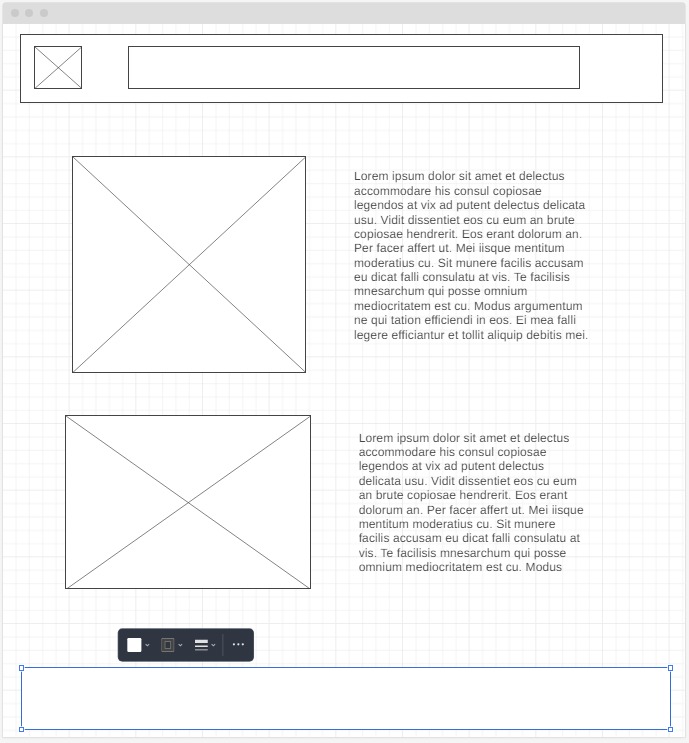 Lorem ipsum dolor sit amet et delectus
accommodare his consul copiosae
legendos at vix ad putent delectus delicata
usu. Vidit dissentiet eos cu eum an brute
copiosae hendrerit. Eos erant dolorum an.
Per facer affert ut. Mei iisque mentitum
moderatius cu. Sit munere facilis accusam
eu dicat falli consulatu at vis. Te facilisis
mnesarchum qui posse omnium
mediocritatem est cu. Modus argumentum
ne qui tation efficiendi in eos. Ei mea falli
legere efficiantur et tollit aliquip debitis mei.
Lorem ipsum dolor sit amet et delectus
accommodare his consul copiosae
legendos at vix ad putent delectus
delicata usu. Vidit dissentiet eos cu eum
an brute copiosae hendrerit. Eos erant
dolorum an. Per facer affert ut. Mei iisque
mentitum moderatius cu. Sit munere
facilis accusam eu dicat falli consulatu at
vis. Te facilisis mnesarchum qui posse
omnium mediocritatem est cu. Modus